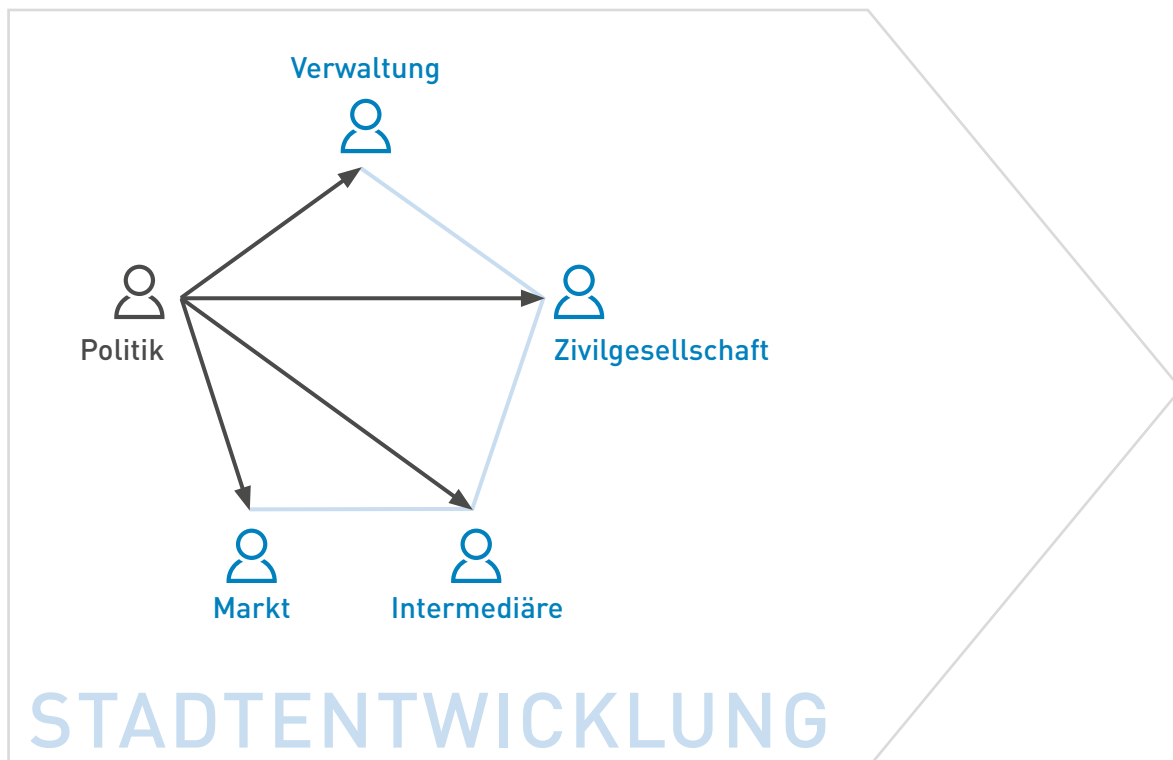 Verwaltung
Politik
Zivilgesellschaft
Markt
Intermediäre
STADTENTWICKLUNG